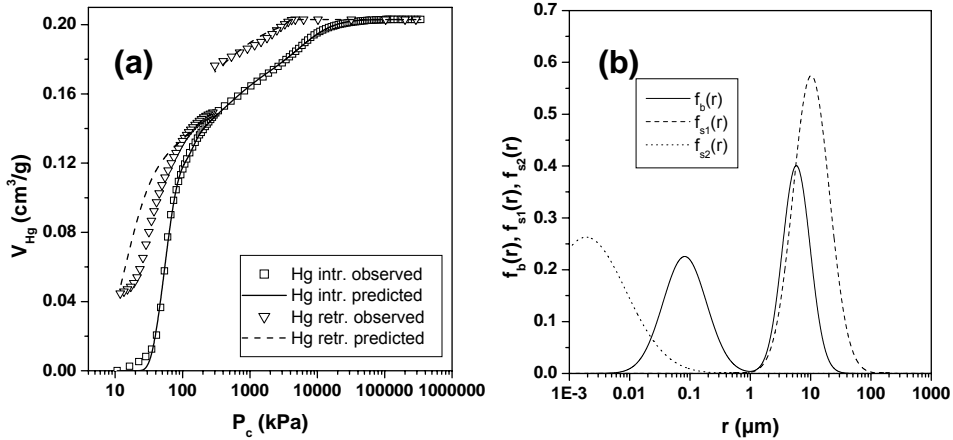 (a)
0.20
0.16
0.12
0.08
0.04
0.00
V_Hg (cm³/g)
Hg intr. observed
Hg intr. predicted
Hg retr. observed
Hg retr. predicted
10 100 1000 10000 100000 1000000
P_c (kPa)
(b)
0.7
0.6
0.5
0.4
0.3
0.2
0.1
0.0
f_b(r), f_s1(r), f_s2(r)
f_b(r)
f_s1(r)
f_s2(r)
1E-3 0.01 0.1 1 10 100 1000
r (μm)